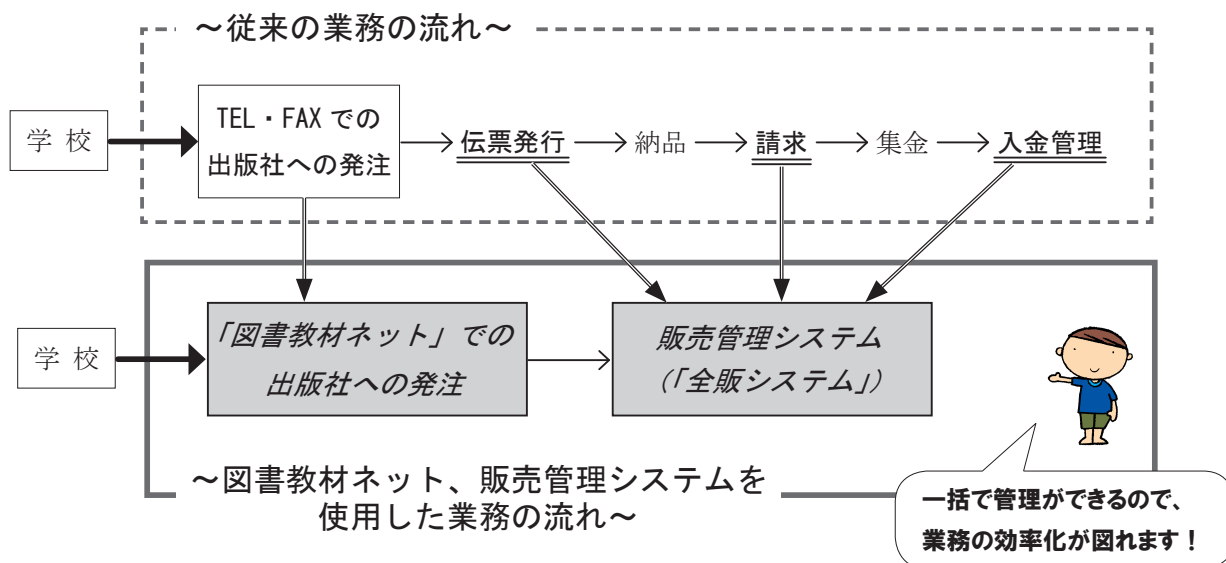 ～従来の業務の流れ～
学 校
TEL・FAX での
出版社への発注
伝票発行
納品
請求
集金
入金管理
学 校
「図書教材ネット」での
出版社への発注
販売管理システム
（「全販システム」）
～図書教材ネット、販売管理システムを
使用した業務の流れ～
一括で管理ができるので、
業務の効率化が図れます！